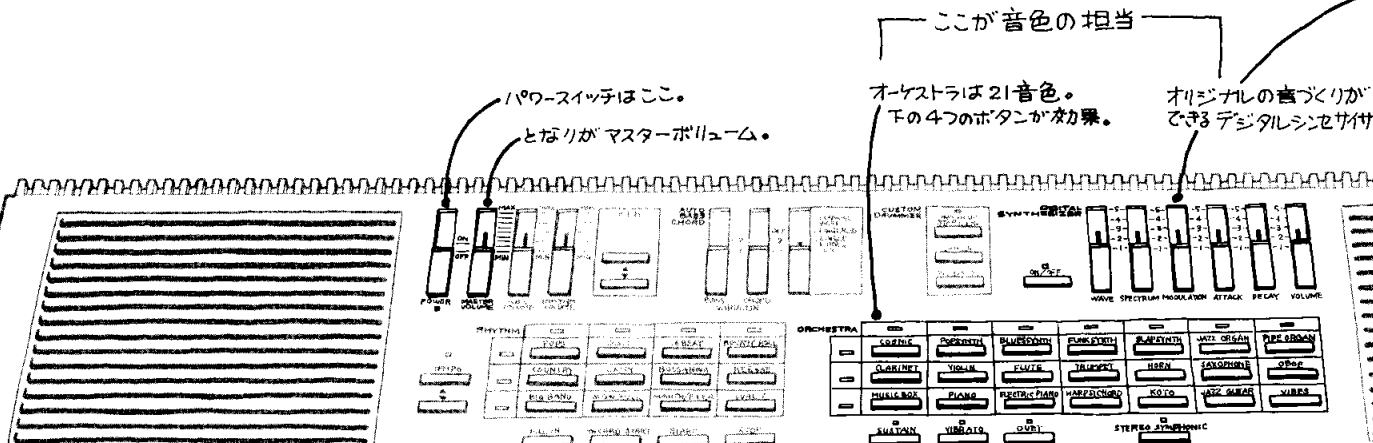 ここが音色の担当
パワースイッチはここ。
となりがマスターボリューム。
オーケストラは21音色。
下の4つのボタンが効果。
オリジナルの音づくりが
できるデジタルシンセサイザ
AUTO BASS CHORD
CUSTOM DRUMMER
DIGITAL SYNTHESIZER
MAX
ON
OFF
MIN
ON/OFF
POWER
MASTER VOLUME
WAVE SPECTRUM MODULATION ATTACK DECAY VOLUME
RHYTHM
ORCHESTRA
COSMIC POPSYNTH BLUESSYNTH FUNKSYNTH SLAPSYNTH JAZZ ORGAN PIPE ORGAN
COUNTRY BOSSANOVA REGGAE
CLARINET VIOLIN FLUTE TRUMPET HORN SAXOPHONE OBOE
TEMPO
BIG BAND
MUSIC BOX PIANO ELECTRIC PIANO HARPSICHORD KOTO JAZZ GUITAR VIBES
SUSTAIN VIBRATO DUET STEREO SYMPHONIC